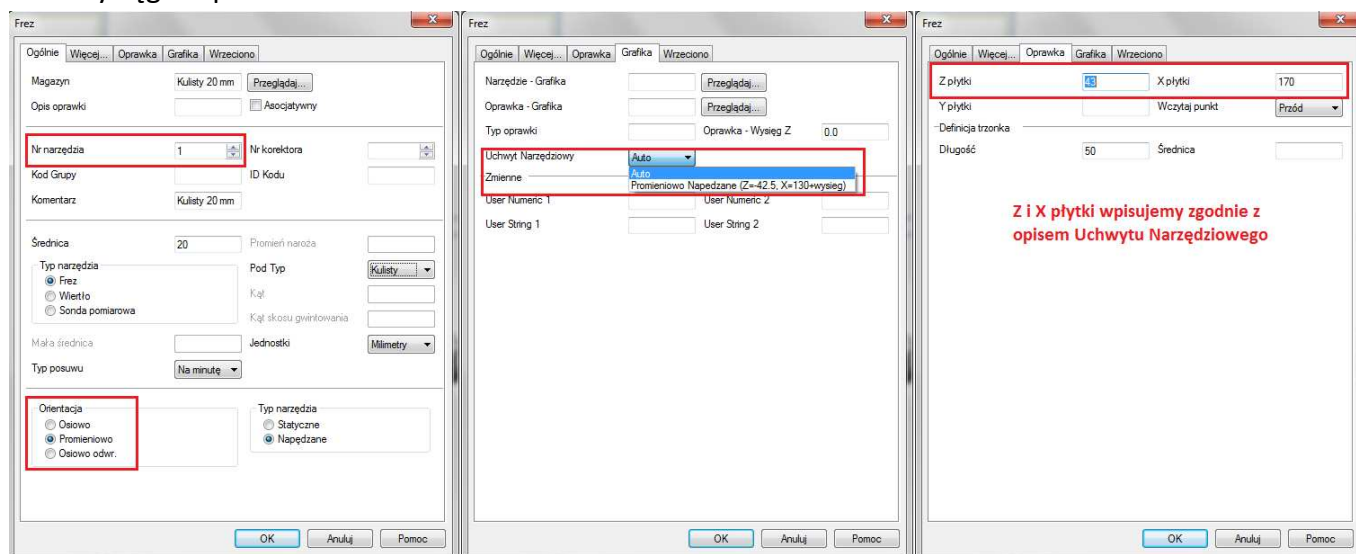 Frez
Ogólnie Więcej... Oprawka Grafika Wrzeciono
Magazyn Kulisty 20 mm Przeglądaj...
Opis oprawki Asocjatywny
Nr narzędzia 1 Nr korektora
Kod Grupy ID Kodu
Komentarz Kulisty 20 mm
Średnica 20 Promień naroża
Typ narzędzia Pod Typ Kulisty
Frez
Wiertło Kąt
Sonda pomiarowa
Kąt skosu gwintowania
Mała średnica Jednostki Milimetry
Typ posuwu Na minutę
Orientacja Typ narzędzia
Osiowo Statyczne
Promieniowo Napędzane
Osiowo odwr.
OK Anuluj Pomoc
Frez
Ogólnie Więcej... Oprawka Grafika Wrzeciono
Narzędzie - Grafika Przeglądaj...
Oprawka - Grafika Przeglądaj...
Typ oprawki Oprawka - Wysięg Z 0.0
Uchwyt Narzędziowy Auto
Auto
Zmienne Promieniowo Napedzane (Z=-42.5, X=130+wysieg)
User Numeric 1 User Numeric 2
User String 1 User String 2
OK Anuluj Pomoc
Frez
Ogólnie Więcej... Oprawka Grafika Wrzeciono
Z płytki 43 X płytki 170
Y płytki Wczytaj punkt Przód
Definicja trzonka
Długość 50 Średnica
Z i X płytki wpisujemy zgodnie z
opisem Uchwytu Narzędziowego
OK Anuluj Pomoc